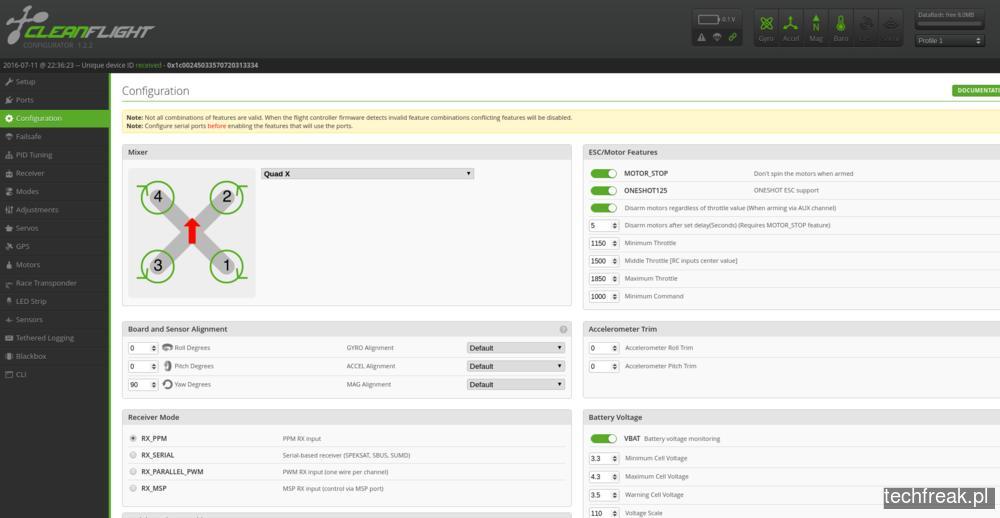 CLEANFLIGHT
CONFIGURATOR 1.2.2
0.1 V
Gyro Accel Mag Baro
Dataflash: free 8.0MB
Profile 1
2016-07-11 @ 22:36:23 -- Unique device ID received - 0x1c00245033570720313334
Setup
Ports
Configuration
Failsafe
PID Tuning
Receiver
Modes
Adjustments
Servos
GPS
Motors
Race Transponder
LED Strip
Sensors
Tethered Logging
Blackbox
CLI
Configuration
DOCUMENTATI
Note: Not all combinations of features are valid. When the flight controller firmware detects invalid feature combinations conflicting features will be disabled.
Note: Configure serial ports before enabling the features that will use the ports.
Mixer
Quad X
4 2
3 1
N
ESC/Motor Features
MOTOR_STOP Don't spin the motors when armed
ONESHOT125 ONESHOT ESC support
Disarm motors regardless of throttle value (When arming via AUX channel)
5 Disarm motors after set delay(Seconds) (Requires MOTOR_STOP feature)
1150 Minimum Throttle
1500 Middle Throttle [RC inputs center value]
1850 Maximum Throttle
1000 Minimum Command
Board and Sensor Alignment ?
0 Roll Degrees GYRO Alignment Default
0 Pitch Degrees ACCEL Alignment Default
90 Yaw Degrees MAG Alignment Default
Accelerometer Trim
0 Accelerometer Roll Trim
0 Accelerometer Pitch Trim
Receiver Mode
RX_PPM PPM RX input
RX_SERIAL Serial-based receiver (SPEKSAT, SBUS, SUMD)
RX_PARALLEL_PWM PWM RX input (one wire per channel)
RX_MSP MSP RX input (control via MSP port)
Battery Voltage
VBAT Battery voltage monitoring
3.3 Minimum Cell Voltage
4.3 Maximum Cell Voltage
3.5 Warning Cell Voltage
110 Voltage Scale
techfreak.pl